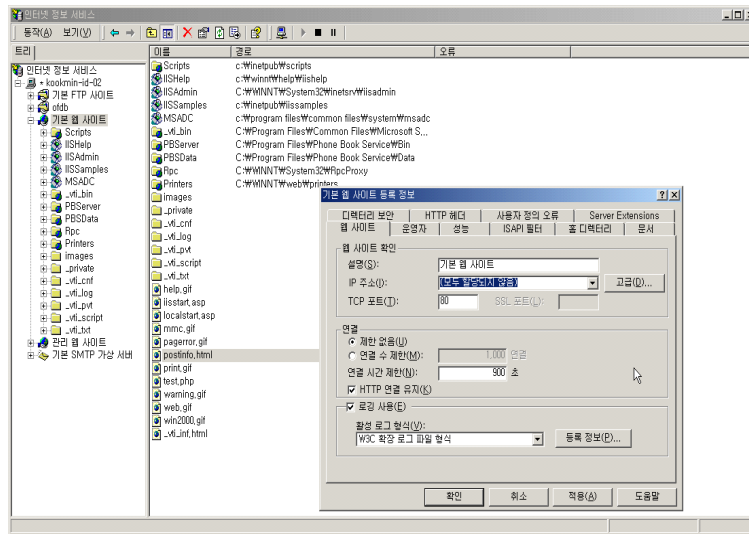 인터넷 정보 서비스
동작(A) 보기(V)
트리
이름 경로 오류
인터넷 정보 서비스
* kookmin-id-02
기본 FTP 사이트
ofdb
기본 웹 사이트
Scripts
IISHelp
IISAdmin
IISSamples
MSADC
_vti_bin
PBServer
PBSData
Rpc
Printers
images
_private
_vti_cnf
_vti_log
_vti_pvt
_vti_script
_vti_txt
관리 웹 사이트
기본 SMTP 가상 서버
Scripts c:₩inetpub₩scripts
IISHelp c:₩winnt₩help₩iishelp
IISAdmin C:₩WINNT₩System32₩inetsrv₩iisadmin
IISSamples c:₩inetpub₩iissamples
MSADC c:₩program files₩common files₩system₩msadc
_vti_bin C:₩Program Files₩Common Files₩Microsoft S...
PBServer C:₩Program Files₩Phone Book Service₩Bin
PBSData C:₩Program Files₩Phone Book Service₩Data
Rpc C:₩WINNT₩System32₩RpcProxy
Printers C:₩WINNT₩web₩printers
images
_private
_vti_cnf
_vti_log
_vti_pvt
_vti_script
_vti_txt
help.gif
iisstart.asp
localstart.asp
mmc.gif
pagerror.gif
postinfo.html
print.gif
test.php
warning.gif
web.gif
win2000.gif
_vti_inf.html
기본 웹 사이트 등록 정보
디렉터리 보안 HTTP 헤더 사용자 정의 오류 Server Extensions
웹 사이트 운영자 성능 ISAPI 필터 홈 디렉터리 문서
웹 사이트 확인
설명(S): 기본 웹 사이트
IP 주소(I): (모두 할당되지 않음) 고급(D)...
TCP 포트(T): 80 SSL 포트(L):
연결
제한 없음(U)
연결 수 제한(M): 1,000 연결
연결 시간 제한(N): 900 초
HTTP 연결 유지(K)
로깅 사용(E)
활성 로그 형식(V):
W3C 확장 로그 파일 형식 등록 정보(P)...
확인 취소 적용(A) 도움말